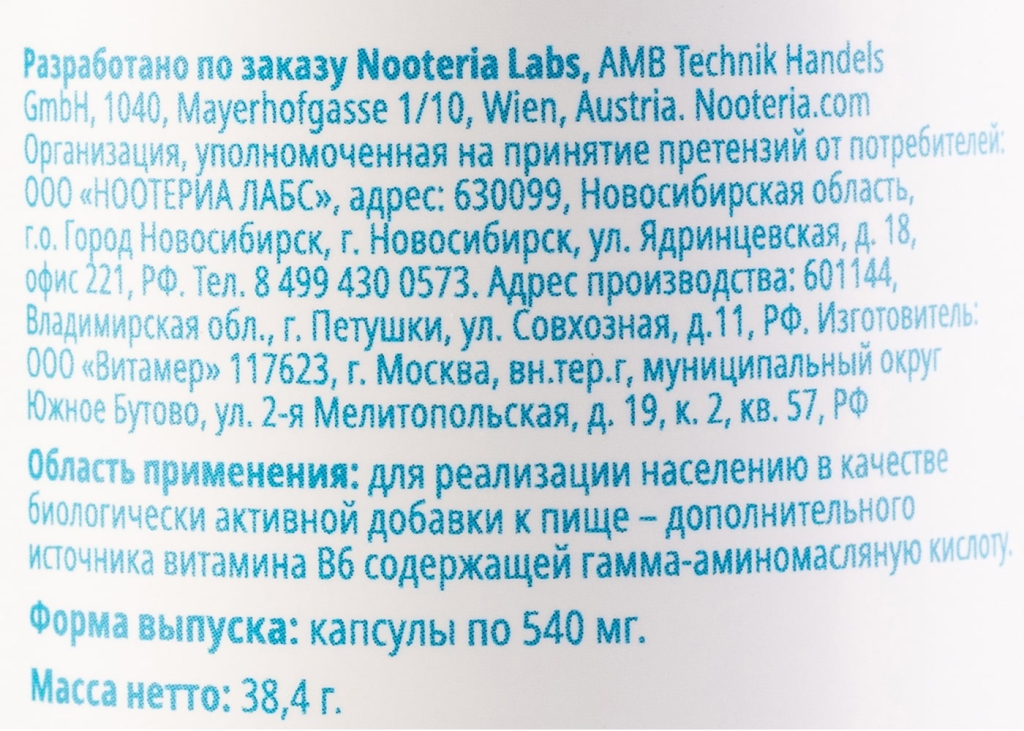 Разработано по заказу Nooteria Labs, AMB Technik Handels
GmbH, 1040, Mayerhofgasse 1/10, Wien, Austria. Nooteria.com
Организация, уполномоченная на принятие претензий от потребителей:
ООО «НООТЕРИА ЛАБС», адрес: 630099, Новосибирская область,
г.о. Город Новосибирск, г. Новосибирск, ул. Ядринцевская, д. 18,
офис 221, РФ. Тел. 8 499 430 0573. Адрес производства: 601144,
Владимирская обл., г. Петушки, ул. Совхозная, д.11, РФ. Изготовитель:
ООО «Витамер» 117623, г. Москва, вн.тер.г, муниципальный округ
Южное Бутово, ул. 2-я Мелитопольская, д. 19, к. 2, кв. 57, РФ
Область применения: для реализации населению в качестве
биологически активной добавки к пище – дополнительного
источника витамина В6 содержащей гамма-аминомасляную кислоту.
Форма выпуска: капсулы по 540 мг.
Масса нетто: 38,4 г.